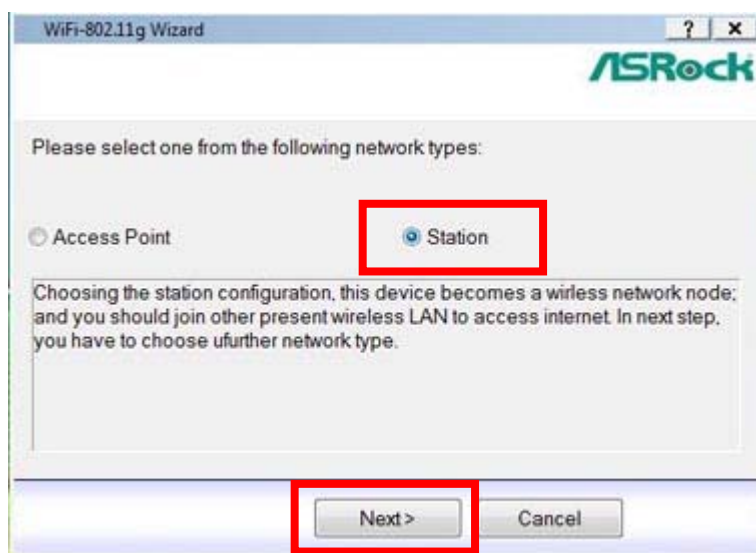 WiFi-802.11g Wizard
? x
ASRock
Please select one from the following network types:
Access Point Station
Choosing the station configuration, this device becomes a wirless network node;
and you should join other present wireless LAN to access internet. In next step,
you have to choose ufurther network type.
Next> Cancel